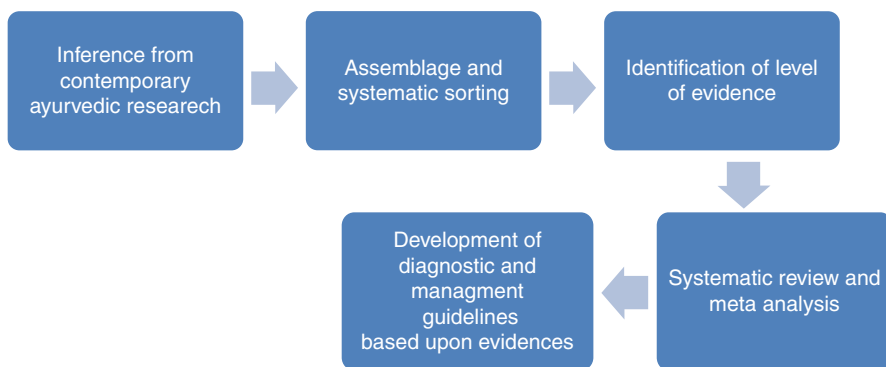 Inference from
contemporary
ayurvedic researech
Assemblage and
systematic sorting
Identification of level
of evidence
Systematic review and
meta analysis
Development of
diagnostic and
managment
guidelines
based upon evidences